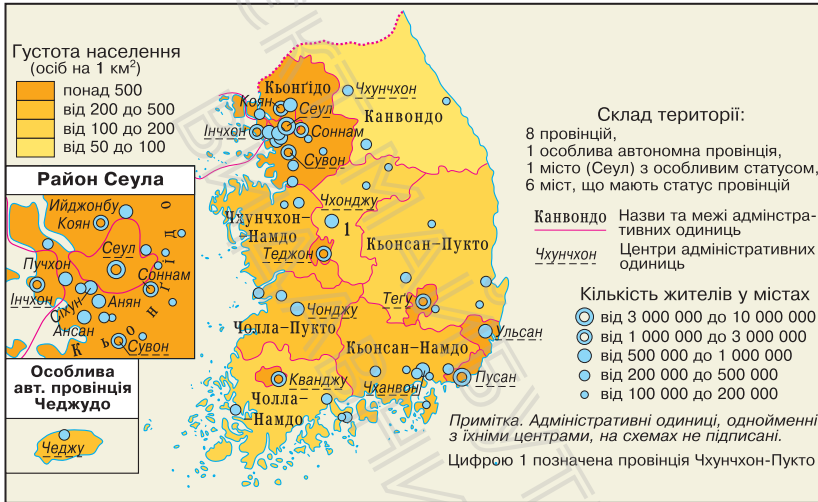 Густота населення
(осіб на 1 км²)
понад 500
від 200 до 500
від 100 до 200
від 50 до 100
Район Сеула
Ийджонбу
Коян
Сеул
Пучхон
Соннам
Інчхон
Сіхун
Анян
Ансан
Сувон
Кьонгідо
Особлива
авт. провінція
Чеджудо
Чеджу
Кьонгідо
Чхунчхон
Коян
Сеул
Канвондо
Інчхон
Соннам
Сувон
Чхонджу
Чхунчхон-
Намдо
1
Кьонсан-Пукто
Теджон
Тегу
Чонджу
Чолла-Пукто
Ульсан
Кьонсан-Намдо
Кванджу
Чханвон
Пусан
Чолла-
Намдо
Склад території:
8 провінцій,
1 особлива автономна провінція,
1 місто (Сеул) з особливим статусом,
6 міст, що мають статус провінцій
Канвондо Назви та межі адмінстра-
тивних одиниць
Чхунчхон Центри адміністративних
одиниць
Кількість жителів у містах
від 3 000 000 до 10 000 000
від 1 000 000 до 3 000 000
від 500 000 до 1 000 000
від 200 000 до 500 000
від 100 000 до 200 000
Примітка. Адміністративні одиниці, однойменні
з їхніми центрами, на схемах не підписані.
Цифрою 1 позначена провінція Чхунчхон-Пукто